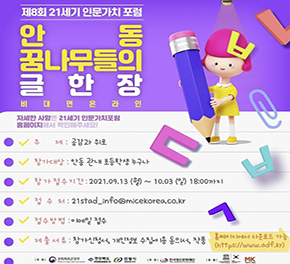 제8회 21세기 인문가치 포럼
안동
꿈나무들의
글 한 장
비대면온라인
자세한 사항은 21세기 인문가치포럼
홈페이지에서 확인해주세요!
주 제 : 공감과 위로
참가대상 : 안동 관내 초등학생 누구나
참가접수기간 : 2021.09.13 (월) ~ 10.03 (일) 18:00까지
접 수 처 : 21stad_info@micekorea.co.kr
접수방법 : 이메일 접수
제출서류 : 참가신청서, 개인정보 수집이용 동의서, 작품
홈페이지에서 다운로드 가능
(https://www.adf.kr)